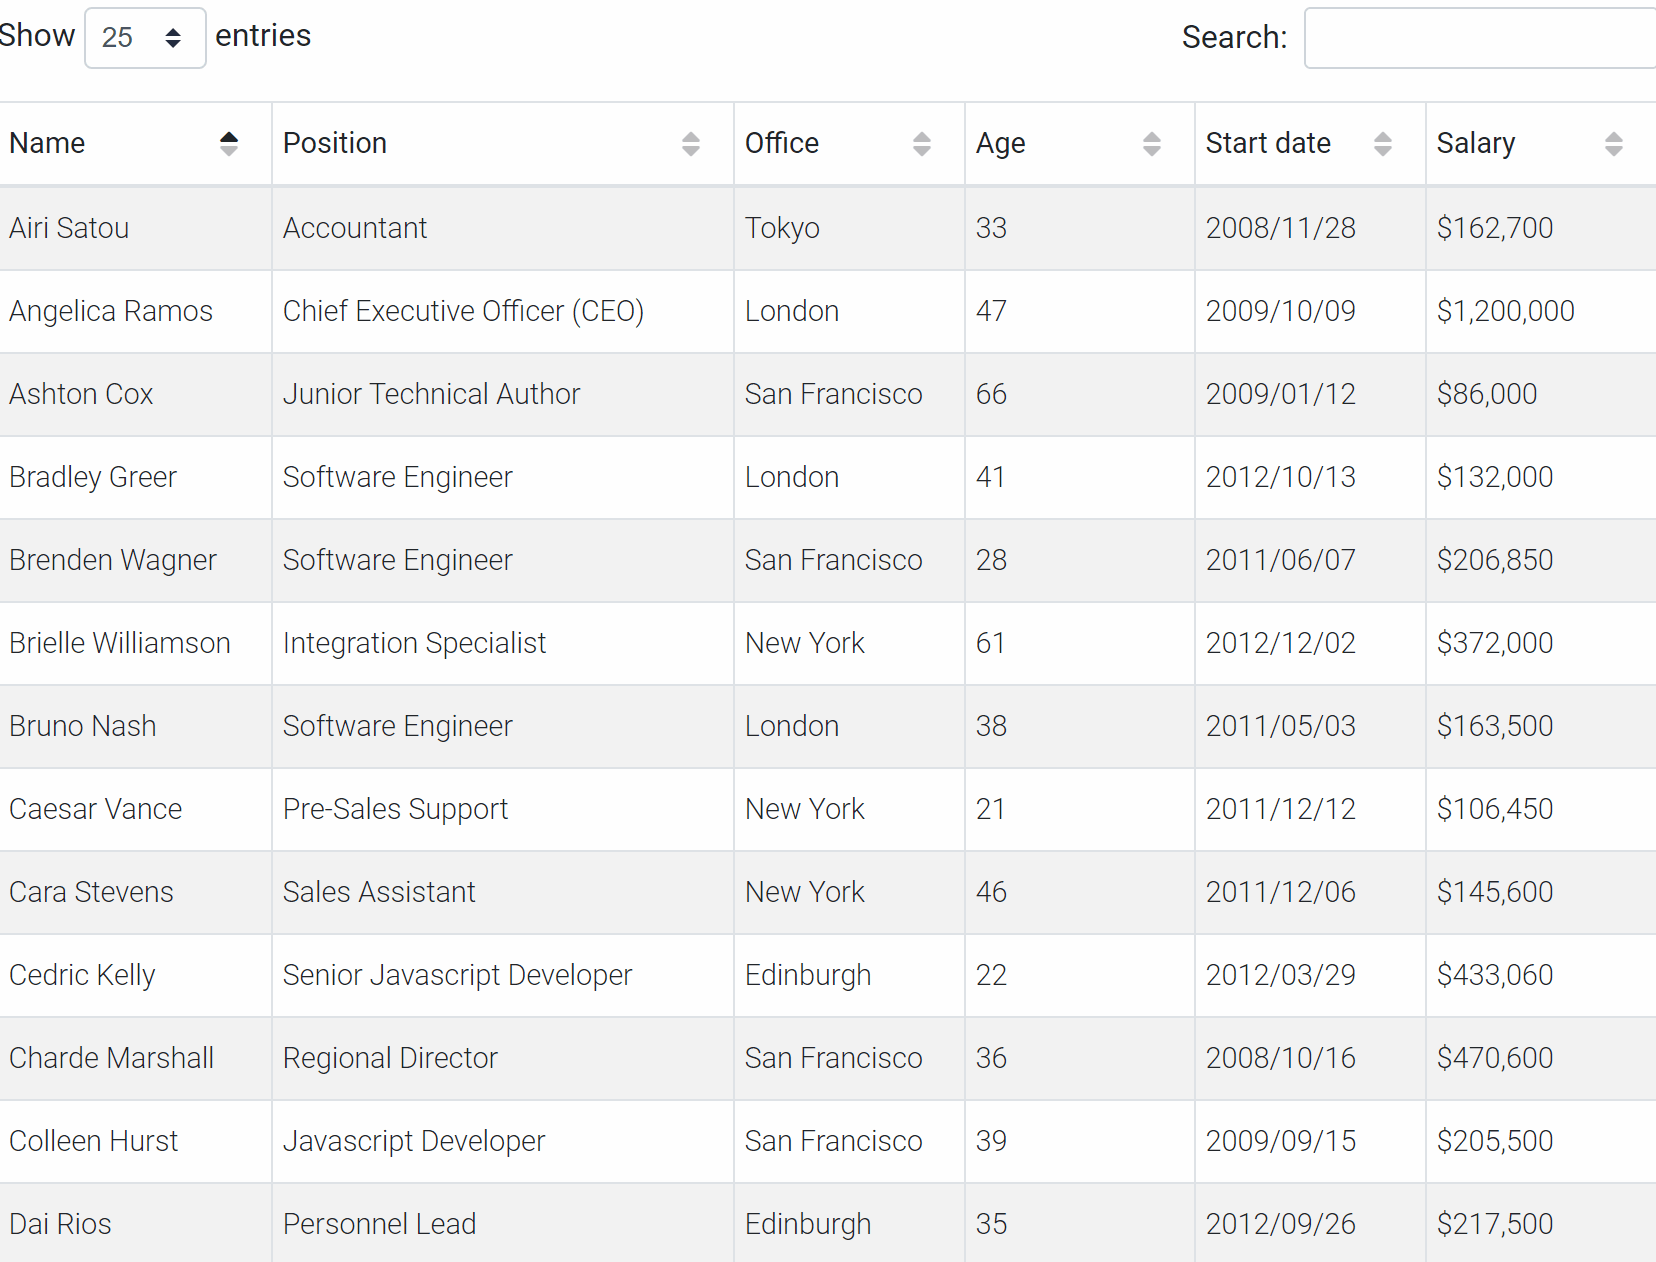 Show 25 entries Search:
Name Position Office Age Start date Salary
Airi Satou Accountant Tokyo 33 2008/11/28 $162,700
Angelica Ramos Chief Executive Officer (CEO) London 47 2009/10/09 $1,200,000
Ashton Cox Junior Technical Author San Francisco 66 2009/01/12 $86,000
Bradley Greer Software Engineer London 41 2012/10/13 $132,000
Brenden Wagner Software Engineer San Francisco 28 2011/06/07 $206,850
Brielle Williamson Integration Specialist New York 61 2012/12/02 $372,000
Bruno Nash Software Engineer London 38 2011/05/03 $163,500
Caesar Vance Pre-Sales Support New York 21 2011/12/12 $106,450
Cara Stevens Sales Assistant New York 46 2011/12/06 $145,600
Cedric Kelly Senior Javascript Developer Edinburgh 22 2012/03/29 $433,060
Charde Marshall Regional Director San Francisco 36 2008/10/16 $470,600
Colleen Hurst Javascript Developer San Francisco 39 2009/09/15 $205,500
Dai Rios Personnel Lead Edinburgh 35 2012/09/26 $217,500